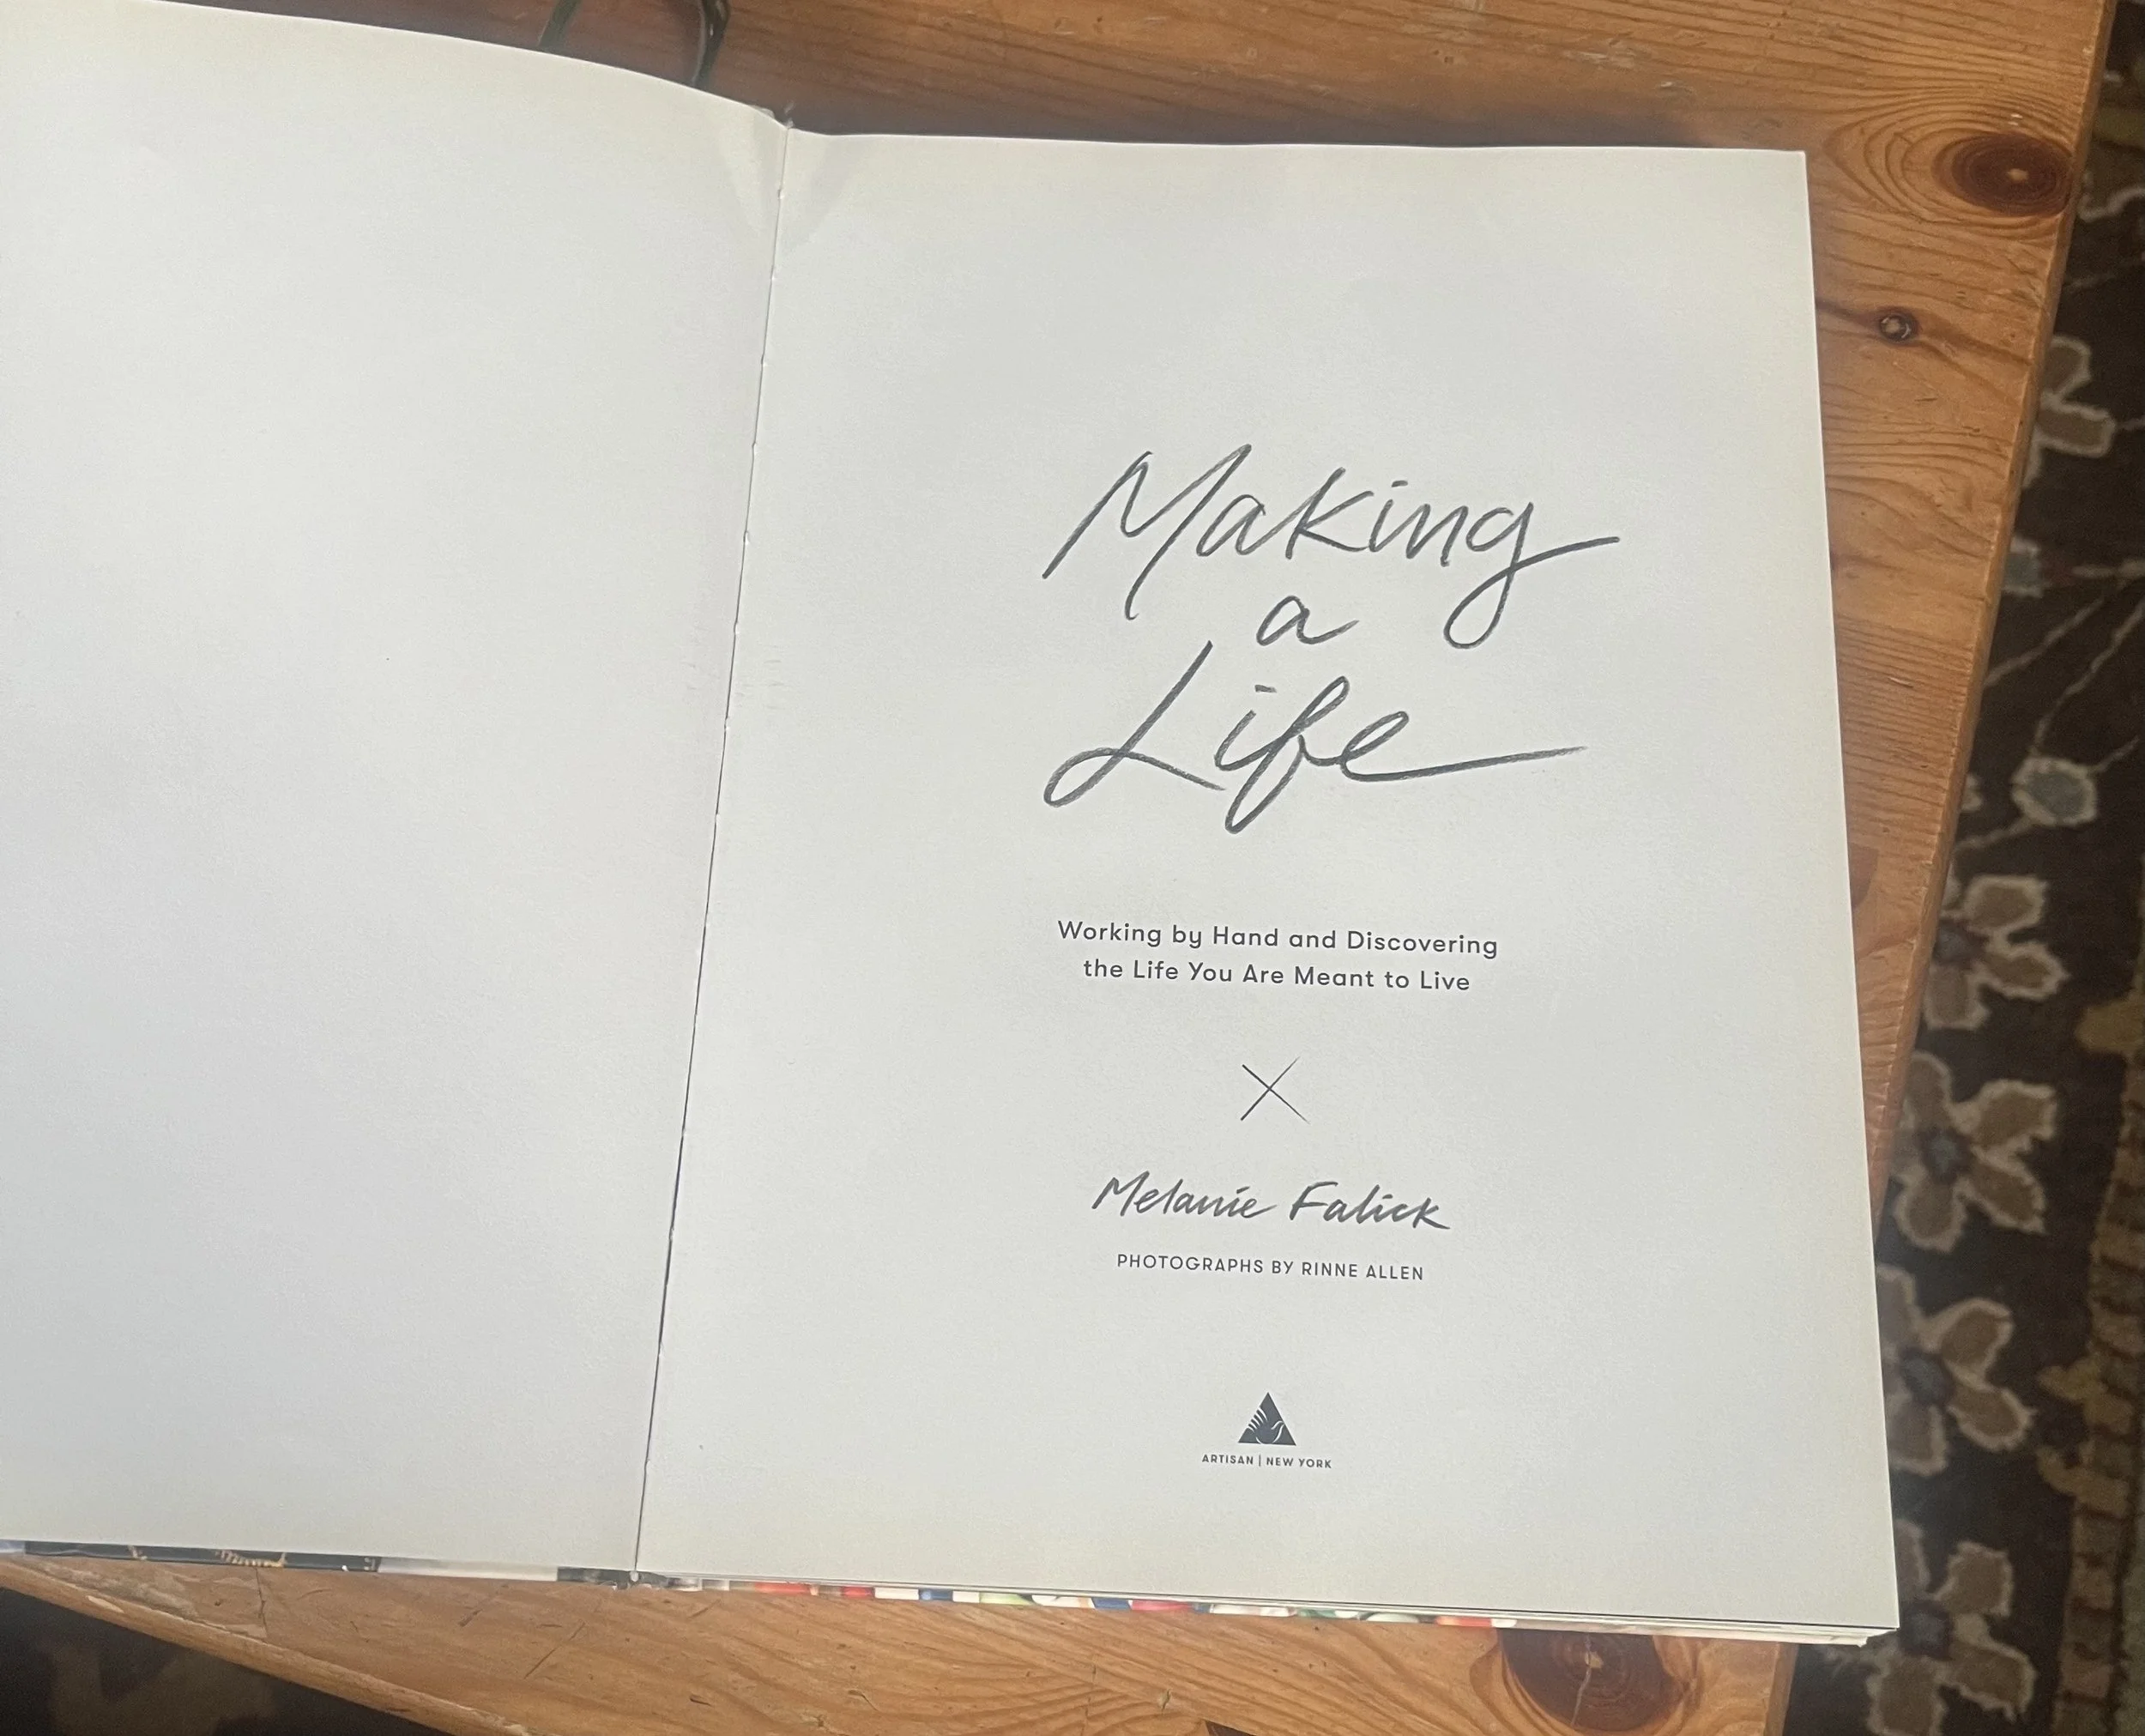 Making
a
Life
Working by Hand and Discovering
the Life You Are Meant to Live
Melanie Falick
PHOTOGRAPHS BY RINNE ALLEN
ARTISAN | NEW YORK